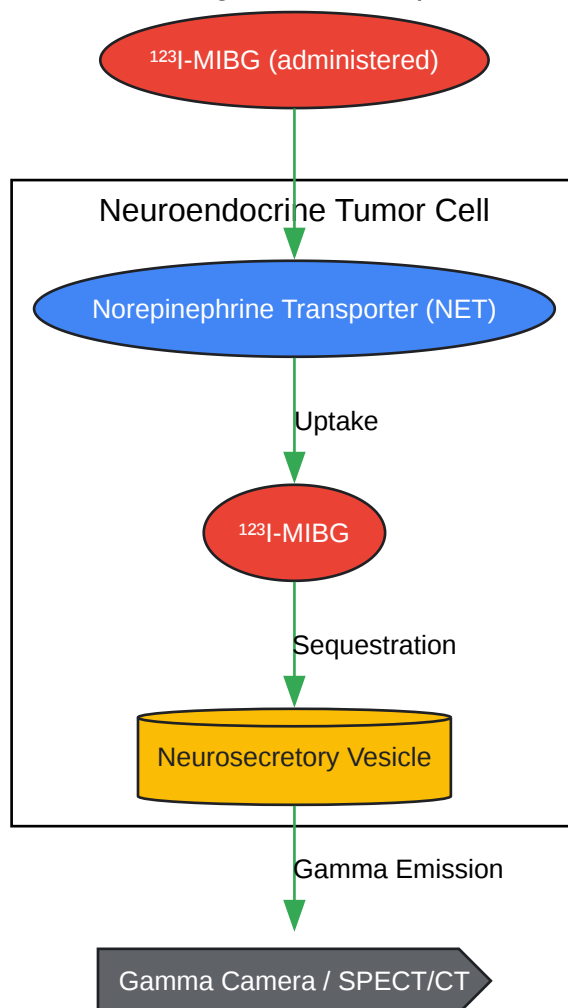 ¹²³I-MIBG (administered)
Neuroendocrine Tumor Cell
Norepinephrine Transporter (NET)
Uptake
¹²³I-MIBG
Sequestration
Neurosecretory Vesicle
Gamma Emission
Gamma Camera / SPECT/CT